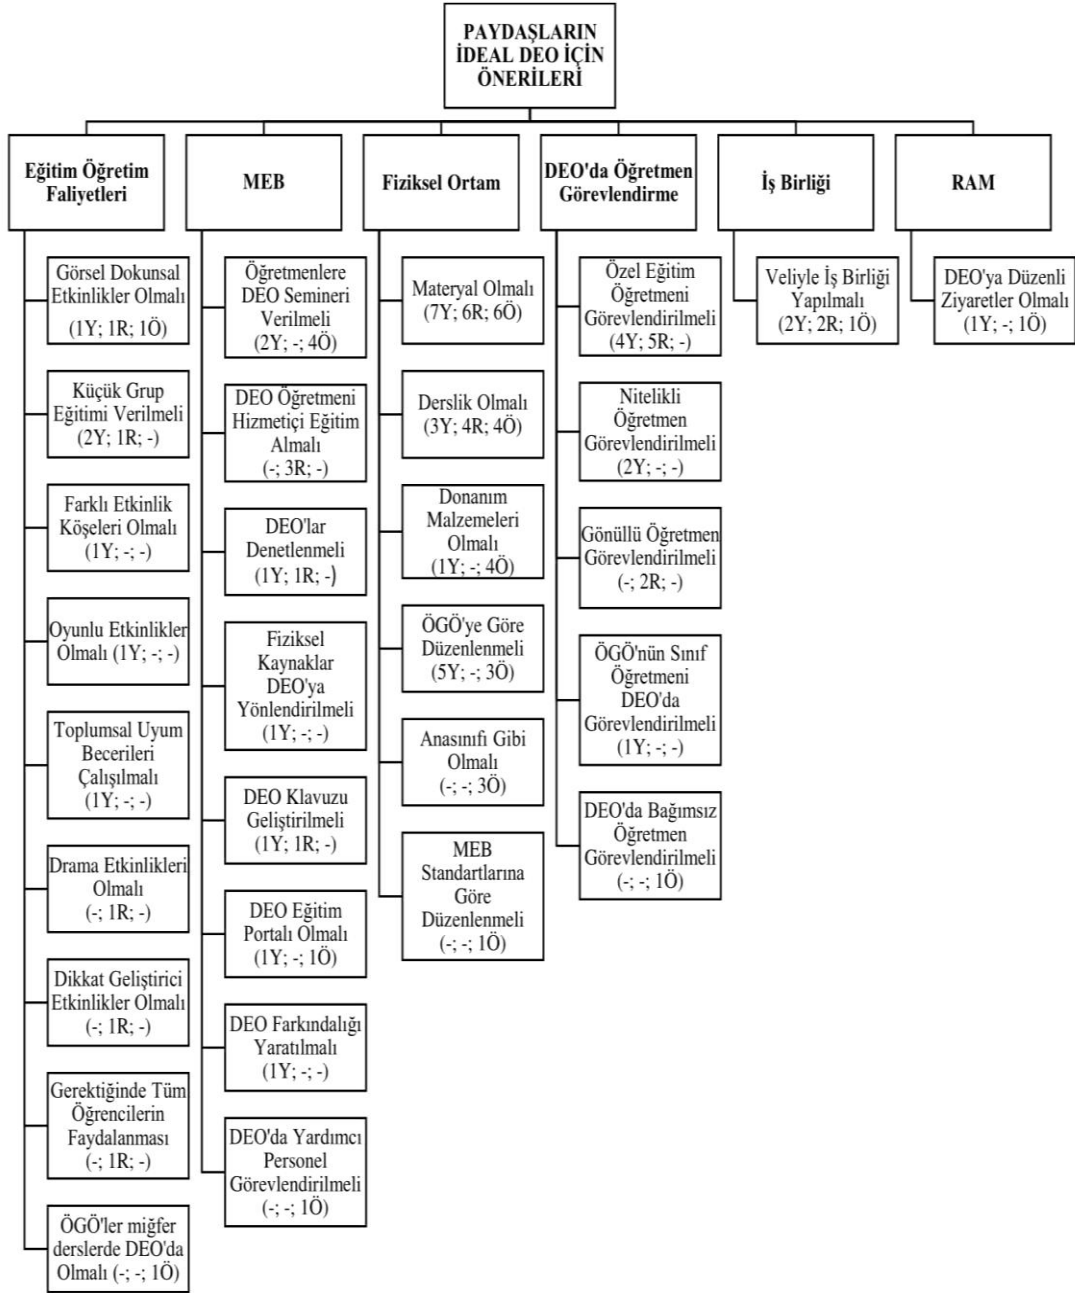 PAYDAŞLARIN
İDEAL DEO İÇİN
ÖNERİLERİ
Eğitim Öğretim
Faliyetleri
Görsel Dokunsal
Etkinlikler Olmalı
(1Y; 1R; 1Ö)
Küçük Grup
Eğitimi Verilmeli
(2Y; 1R; -)
Farklı Etkinlik
Köşeleri Olmalı
(1Y; -; -)
Oyunlu Etkinlikler
Olmalı (1Y; -; -)
Toplumsal Uyum
Becerileri
Çalışılmalı
(1Y; -; -)
Drama Etkinlikleri
Olmalı
(-; 1R; -)
Dikkat Geliştirici
Etkinlikler Olmalı
(-; 1R; -)
Gerektiğinde Tüm
Öğrencilerin
Faydalanması
(-; 1R; -)
ÖGÖ'ler miğfer
derslerde DEO'da
Olmalı (-; -; 1Ö)
MEB
Öğretmenlere
DEO Semineri
Verilmeli
(2Y; -; 4Ö)
DEO Öğretmeni
Hizmetiçi Eğitim
Almalı
(-; 3R; -)
DEO'lar
Denetlenmeli
(1Y; 1R; -)
Fiziksel
Kaynaklar
DEO'ya
Yönlendirilmeli
(1Y; -; -)
DEO Klavuzu
Geliştirilmeli
(1Y; 1R; -)
DEO Eğitim
Portalı Olmalı
(1Y; -; 1Ö)
DEO Farkındalığı
Yaratılmalı
(1Y; -; -)
DEO'da Yardımcı
Personel
Görevlendirilmeli
(-; -; 1Ö)
Fiziksel Ortam
Materyal Olmalı
(7Y; 6R; 6Ö)
Derslik Olmalı
(3Y; 4R; 4Ö)
Donanım
Malzemeleri
Olmalı
(1Y; -; 4Ö)
ÖGÖ'ye Göre
Düzenlenmeli
(5Y; -; 3Ö)
Anasınıfı Gibi
Olmalı
(-; -; 3Ö)
MEB
Standartlarına
Göre
Düzenlenmeli
(-; -; 1Ö)
DEO'da Öğretmen
Görevlendirme
Özel Eğitim
Öğretmeni
Görevlendirilmeli
(4Y; 5R; -)
Nitelikli
Öğretmen
Görevlendirilmeli
(2Y; -; -)
Gönüllü Öğretmen
Görevlendirilmeli
(-; 2R; -)
ÖGÖ'nün Sınıf
Öğretmeni
DEO'da
Görevlendirilmeli
(1Y; -; -)
DEO'da Bağımsız
Öğretmen
Görevlendirilmeli
(-; -; 1Ö)
İş Birliği
Veliyle İş Birliği
Yapılmalı
(2Y; 2R; 1Ö)
RAM
DEO'ya Düzenli
Ziyaretler Olmalı
(1Y; -; 1Ö)